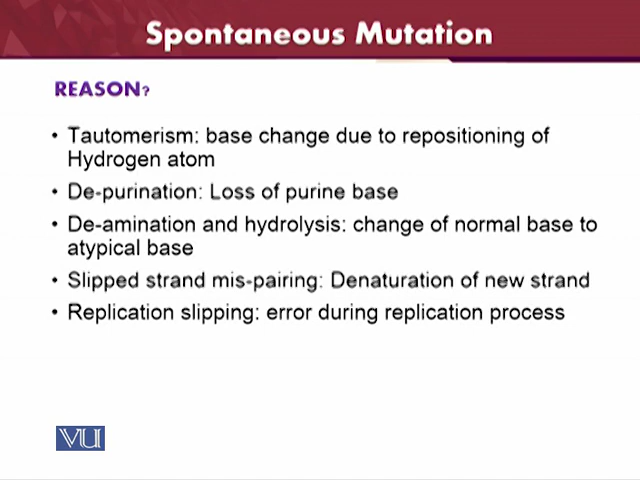 Spontaneous Mutation
REASON?
• Tautomerism: base change due to repositioning of
Hydrogen atom
• De-purination: Loss of purine base
• De-amination and hydrolysis: change of normal base to
atypical base
• Slipped strand mis-pairing: Denaturation of new strand
• Replication slipping: error during replication process
VU